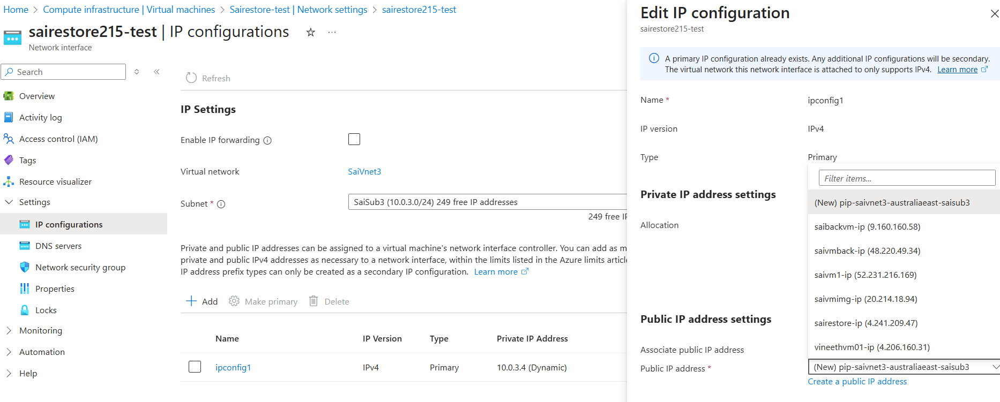 Home > Compute infrastructure | Virtual machines > Sairestore-test | Network settings > sairestore215-test
sairestore215-test | IP configurations
Network interface
Search
Overview
Activity log
Access control (IAM)
Tags
Resource visualizer
Settings
IP configurations
DNS servers
Network security group
Properties
Locks
Monitoring
Automation
Help
Refresh
IP Settings
Enable IP forwarding
Virtual network SaiVnet3
Subnet * SaiSub3 (10.0.3.0/24) 249 free IP addresses
249 free IP
Private and public IP addresses can be assigned to a virtual machine's network interface controller. You can add as m
private and public IPv4 addresses as necessary to a network interface, within the limits listed in the Azure limits article
IP address prefix types can only be created as a secondary IP configuration. Learn more
Add Make primary Delete
Name IP Version Type Private IP Address
ipconfig1 IPv4 Primary 10.0.3.4 (Dynamic)
Edit IP configuration
sairestore215-test
A primary IP configuration already exists. Any additional IP configurations will be secondary.
The virtual network this network interface is attached to only supports IPv4. Learn more
Name * ipconfig1
IP version IPv4
Type Primary
Filter items...
Private IP address settings
(New) pip-saivnet3-australiaeast-saisub3
Allocation
saibackvm-ip (9.160.160.58)
saivmback-ip (48.220.49.34)
saivm1-ip (52.231.216.169)
saivmimg-ip (20.214.18.94)
sairestore-ip (4.241.209.47)
vineethvm01-ip (4.206.160.31)
Public IP address settings
Associate public IP address
Public IP address * (New) pip-saivnet3-australiaeast-saisub3
Create a public IP address